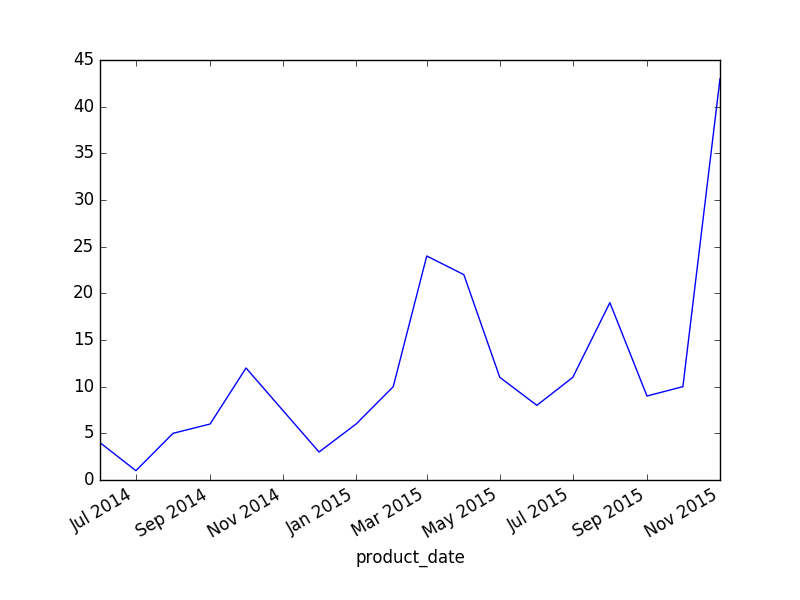 45
40
35
30
25
20
15
10
5
0
Jul 2014
Sep 2014
Nov 2014
Jan 2015
Mar 2015
May 2015
Jul 2015
Sep 2015
Nov 2015
product_date